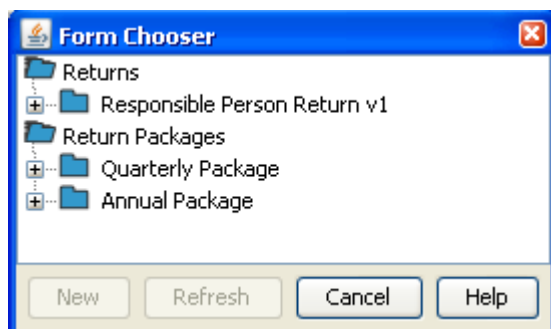 Form Chooser
Returns
Responsible Person Return v1
Return Packages
Quarterly Package
Annual Package
New Refresh Cancel Help